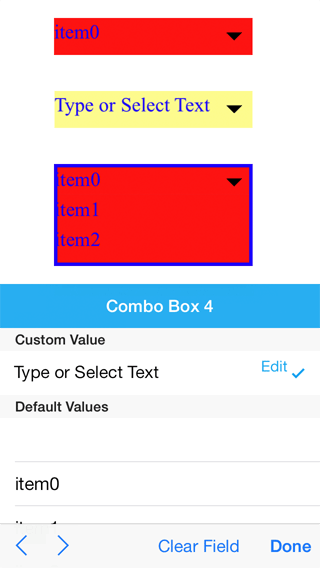 item0
Type or Select Text
item0
item1
item2
Combo Box 4
Custom Value
Type or Select Text
Edit
Default Values
item0
item1
Clear Field
Done